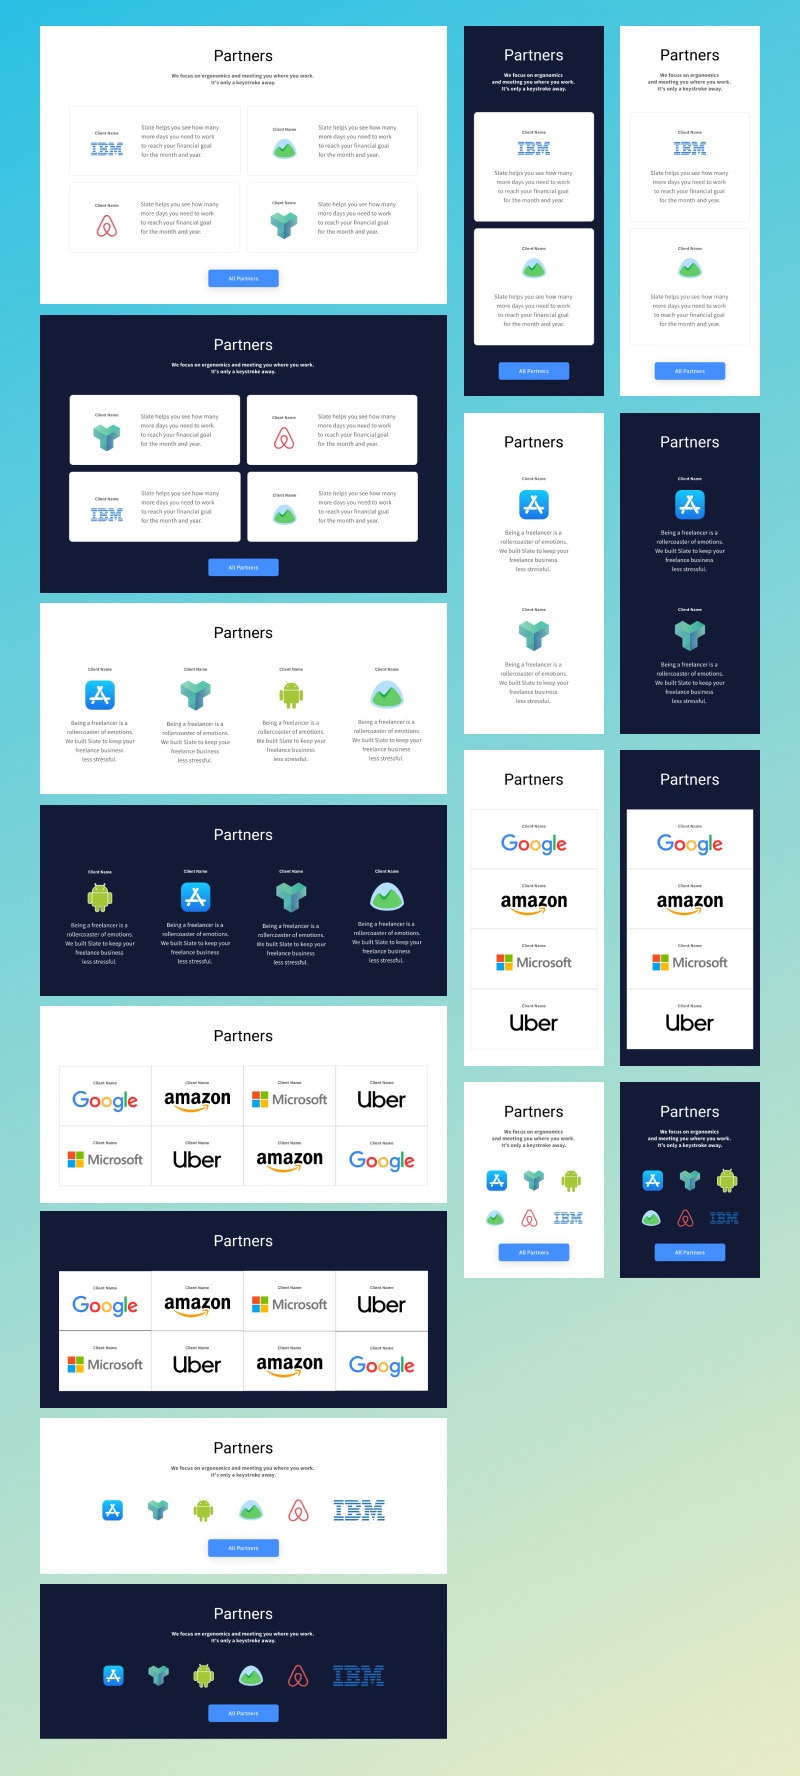 Partners
We focus on ergonomics and meeting you where you work.
It's only a keystroke away.
Client Name
IBM
Slate helps you see how many
more days you need to work
to reach your financial goal
for the month and year.
Client Name
Slate helps you see how many
more days you need to work
to reach your financial goal
for the month and year.
Client Name
Slate helps you see how many
more days you need to work
to reach your financial goal
for the month and year.
Client Name
Slate helps you see how many
more days you need to work
to reach your financial goal
for the month and year.
All Partners
Partners
We focus on ergonomics and meeting you where you work.
It's only a keystroke away.
Client Name
Slate helps you see how many
more days you need to work
to reach your financial goal
for the month and year.
Client Name
Slate helps you see how many
more days you need to work
to reach your financial goal
for the month and year.
Client Name
IBM
Slate helps you see how many
more days you need to work
to reach your financial goal
for the month and year.
Client Name
Slate helps you see how many
more days you need to work
to reach your financial goal
for the month and year.
All Partners
Partners
Client Name
Being a freelancer is a
rollercoaster of emotions.
We built Slate to keep your
freelance business
less stressful.
Client Name
Being a freelancer is a
rollercoaster of emotions.
We built Slate to keep your
freelance business
less stressful.
Client Name
Being a freelancer is a
rollercoaster of emotions.
We built Slate to keep your
freelance business
less stressful.
Client Name
Being a freelancer is a
rollercoaster of emotions.
We built Slate to keep your
freelance business
less stressful.
Partners
Client Name
Being a freelancer is a
rollercoaster of emotions.
We built Slate to keep your
freelance business
less stressful.
Client Name
Being a freelancer is a
rollercoaster of emotions.
We built Slate to keep your
freelance business
less stressful.
Client Name
Being a freelancer is a
rollercoaster of emotions.
We built Slate to keep your
freelance business
less stressful.
Client Name
Being a freelancer is a
rollercoaster of emotions.
We built Slate to keep your
freelance business
less stressful.
Partners
Client Name
Google
Client Name
amazon
Client Name
Microsoft
Client Name
Uber
Client Name
Microsoft
Client Name
Uber
Client Name
amazon
Client Name
Google
Partners
Client Name
Google
Client Name
amazon
Client Name
Microsoft
Client Name
Uber
Client Name
Microsoft
Client Name
Uber
Client Name
amazon
Client Name
Google
Partners
We focus on ergonomics and meeting you where you work.
It's only a keystroke away.
IBM
All Partners
Partners
We focus on ergonomics and meeting you where you work.
It's only a keystroke away.
IBM
All Partners
Partners
We focus on ergonomics
and meeting you where you work.
It's only a keystroke away.
Client Name
IBM
Slate helps you see how many
more days you need to work
to reach your financial goal
for the month and year.
Client Name
Slate helps you see how many
more days you need to work
to reach your financial goal
for the month and year.
All Partners
Partners
We focus on ergonomics
and meeting you where you work.
It's only a keystroke away.
Client Name
IBM
Slate helps you see how many
more days you need to work
to reach your financial goal
for the month and year.
Client Name
Slate helps you see how many
more days you need to work
to reach your financial goal
for the month and year.
All Partners
Partners
Client Name
Being a freelancer is a
rollercoaster of emotions.
We built Slate to keep your
freelance business
less stressful.
Client Name
Being a freelancer is a
rollercoaster of emotions.
We built Slate to keep your
freelance business
less stressful.
Partners
Client Name
Being a freelancer is a
rollercoaster of emotions.
We built Slate to keep your
freelance business
less stressful.
Client Name
Being a freelancer is a
rollercoaster of emotions.
We built Slate to keep your
freelance business
less stressful.
Partners
Client Name
Google
Client Name
amazon
Client Name
Microsoft
Client Name
Uber
Partners
Client Name
Google
Client Name
amazon
Client Name
Microsoft
Client Name
Uber
Partners
We focus on ergonomics
and meeting you where you work.
It's only a keystroke away.
IBM
All Partners
Partners
We focus on ergonomics
and meeting you where you work.
It's only a keystroke away.
IBM
All Partners